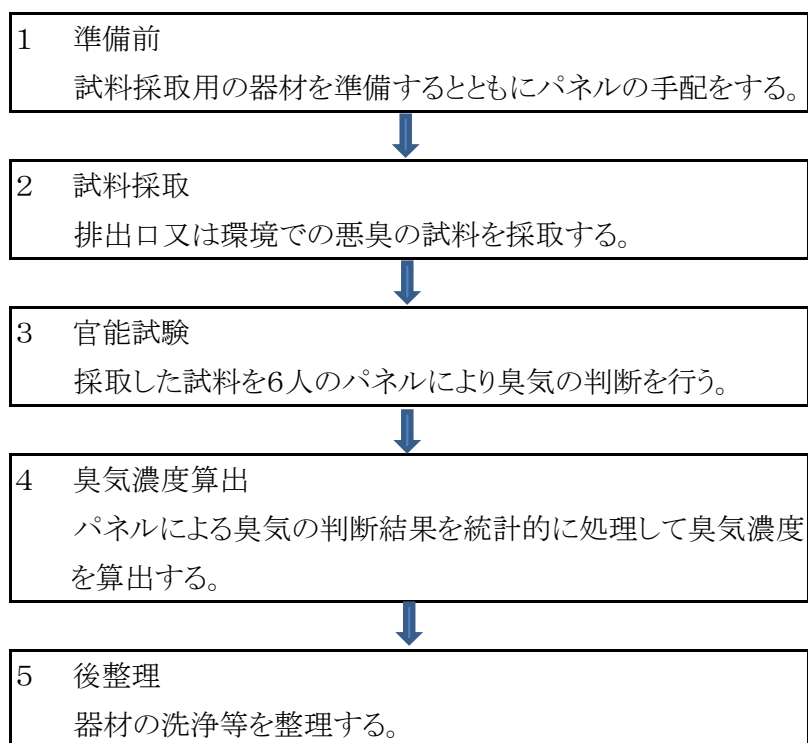 1 準備前
試料採取用の器材を準備するとともにパネルの手配をする。
2 試料採取
排出口又は環境での悪臭の試料を採取する。
3 官能試験
採取した試料を6人のパネルにより臭気の判断を行う。
4 臭気濃度算出
パネルによる臭気の判断結果を統計的に処理して臭気濃度
を算出する。
5 後整理
器材の洗浄等を整理する。